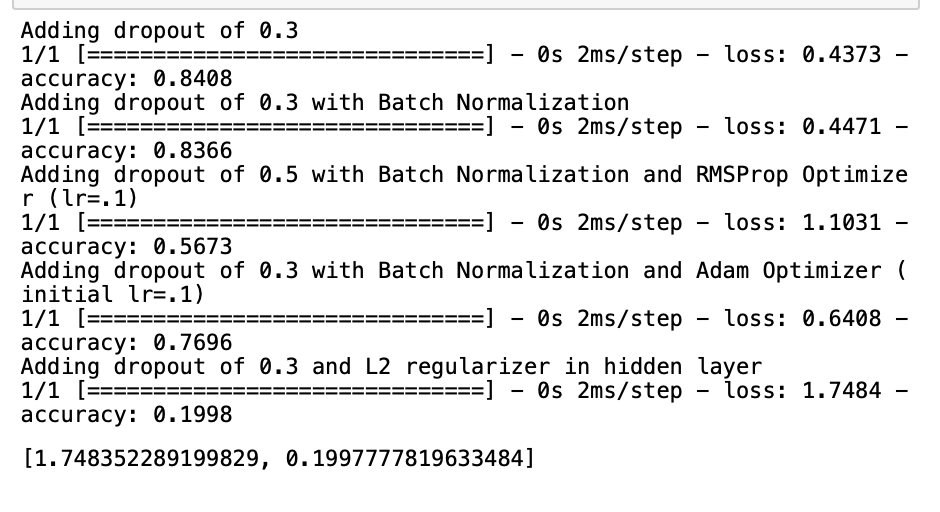 Adding dropout of 0.3
1/1 [==============================] - 0s 2ms/step - loss: 0.4373 -
accuracy: 0.8408
Adding dropout of 0.3 with Batch Normalization
1/1 [==============================] - 0s 2ms/step - loss: 0.4471 -
accuracy: 0.8366
Adding dropout of 0.5 with Batch Normalization and RMSProp Optimize
r (lr=.1)
1/1 [==============================] - 0s 2ms/step - loss: 1.1031 -
accuracy: 0.5673
Adding dropout of 0.3 with Batch Normalization and Adam Optimizer (
initial lr=.1)
1/1 [==============================] - 0s 2ms/step - loss: 0.6408 -
accuracy: 0.7696
Adding dropout of 0.3 and L2 regularizer in hidden layer
1/1 [==============================] - 0s 2ms/step - loss: 1.7484 -
accuracy: 0.1998
[1.748352289199829, 0.1997777819633484]